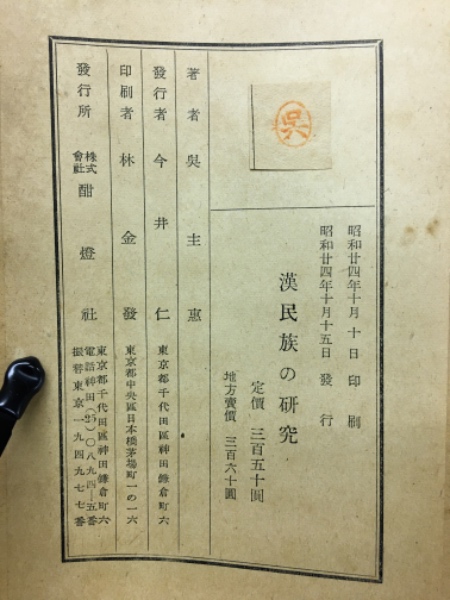 昭和廿四年十月十日印刷
昭和廿四年十月十五日發行
漢民族の研究
定價 三百五十圓
地方賣價 三百六十圓
呉
著者 吳主惠
發行者 今井仁 東京都千代田區神田鎌倉町六
印刷者 林金發 東京都中央區日本橋茅場町一の一六
發行所 株式會社 酣燈社 東京都千代田區神田鎌倉町六
電話神田(25)〇八九四—五番
振替東京一九四九七七番